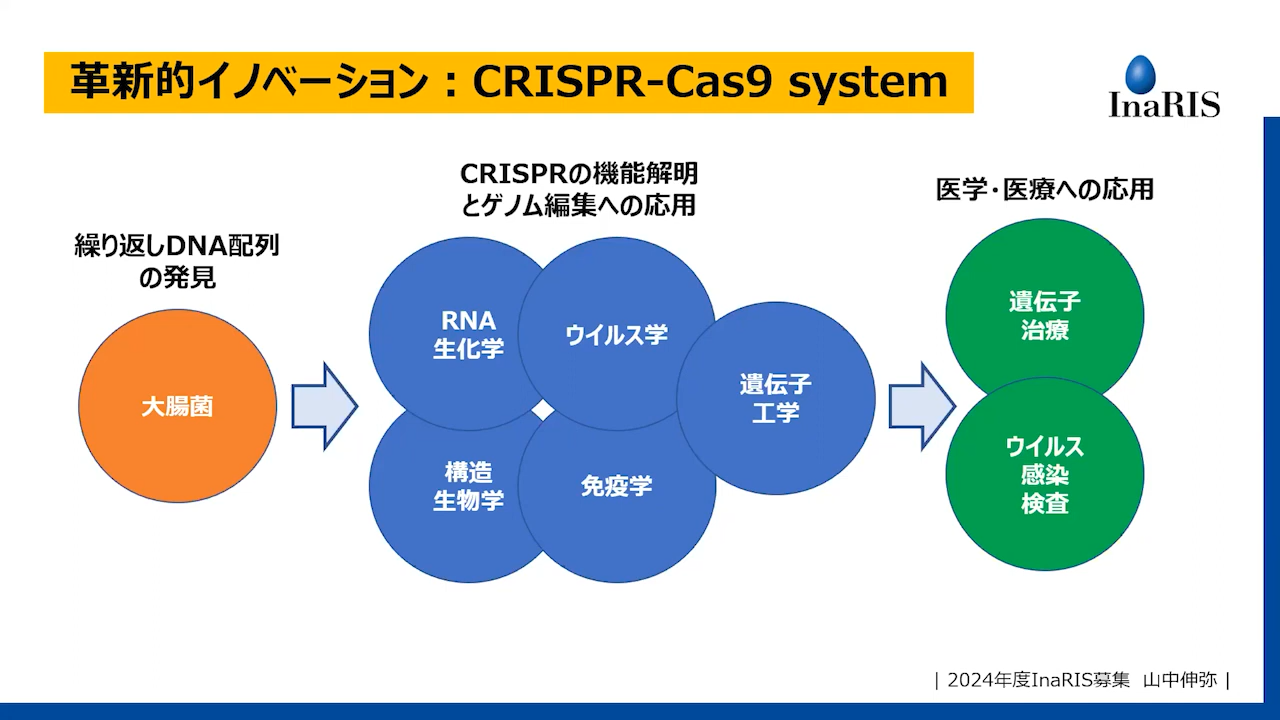 革新的イノベーション：CRISPR-Cas9 system
InaRIS
繰り返しDNA配列
の発見
大腸菌
CRISPRの機能解明
とゲノム編集への応用
RNA
生化学
ウイルス学
構造
生物学
免疫学
遺伝子
工学
医学・医療への応用
遺伝子
治療
ウイルス
感染
検査
| 2024年度InaRIS募集 山中伸弥 |